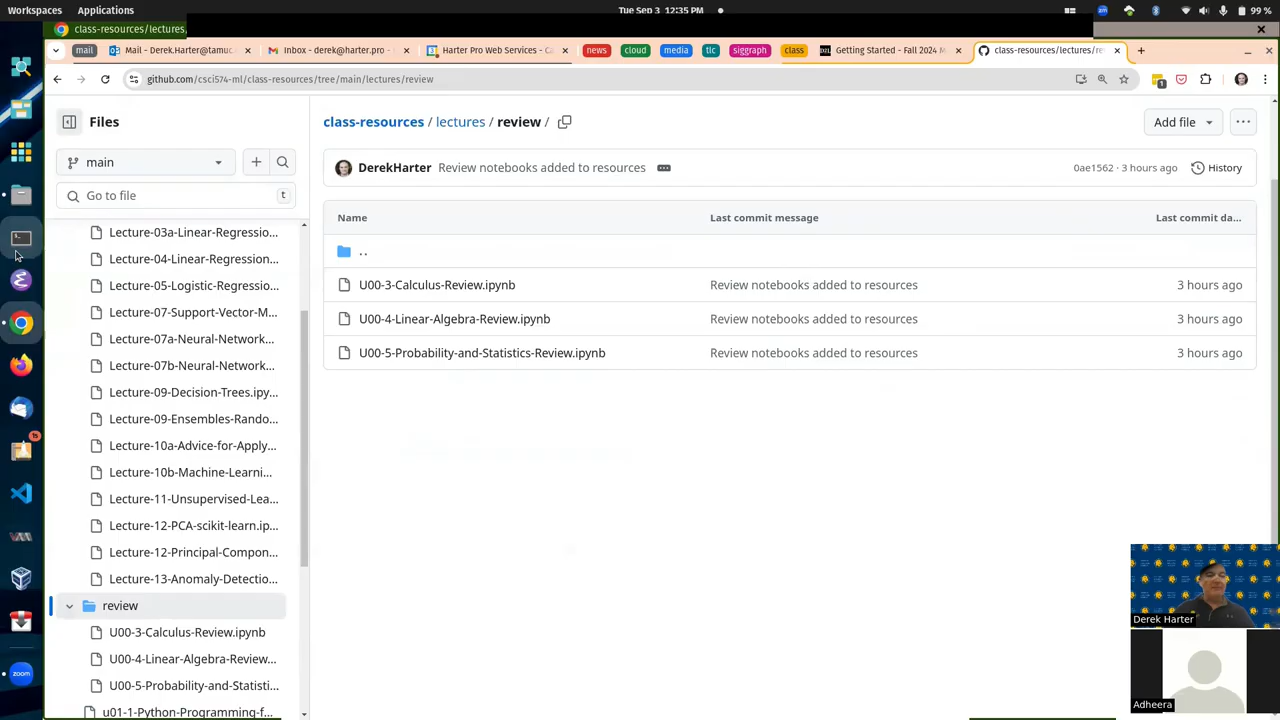 Workspaces Applications Tue Sep 3 12:35 PM 99 %
class-resources/lectures,
mail Mail - Derek.Harter@tamuc. Inbox - derek@harter.pro - W Harter Pro Web Services - Ca news cloud media tlc siggraph class Getting Started - Fall 2024 M class-resources/lectures/re
github.com/csci574-ml/class-resources/tree/main/lectures/review
Files
class-resources / lectures / review /
Add file
main
DerekHarter Review notebooks added to resources
0ae1562 · 3 hours ago History
Go to file t
Name Last commit message Last commit da...
Lecture-03a-Linear-Regressio...
Lecture-04-Linear-Regression...
Lecture-05-Logistic-Regressio...
Lecture-07-Support-Vector-M...
Lecture-07a-Neural-Network...
Lecture-07b-Neural-Network...
Lecture-09-Decision-Trees.ipy...
Lecture-09-Ensembles-Rando...
Lecture-10a-Advice-for-Apply...
Lecture-10b-Machine-Learni...
Lecture-11-Unsupervised-Lea...
Lecture-12-PCA-scikit-learn.ip...
Lecture-12-Principal-Compon...
Lecture-13-Anomaly-Detectio...
review
U00-3-Calculus-Review.ipynb
U00-4-Linear-Algebra-Review...
U00-5-Probability-and-Statisti...
u01-1-Python-Programming-f...
..
U00-3-Calculus-Review.ipynb Review notebooks added to resources 3 hours ago
U00-4-Linear-Algebra-Review.ipynb Review notebooks added to resources 3 hours ago
U00-5-Probability-and-Statistics-Review.ipynb Review notebooks added to resources 3 hours ago
15
1
Derek Harter
Adheera
zoom